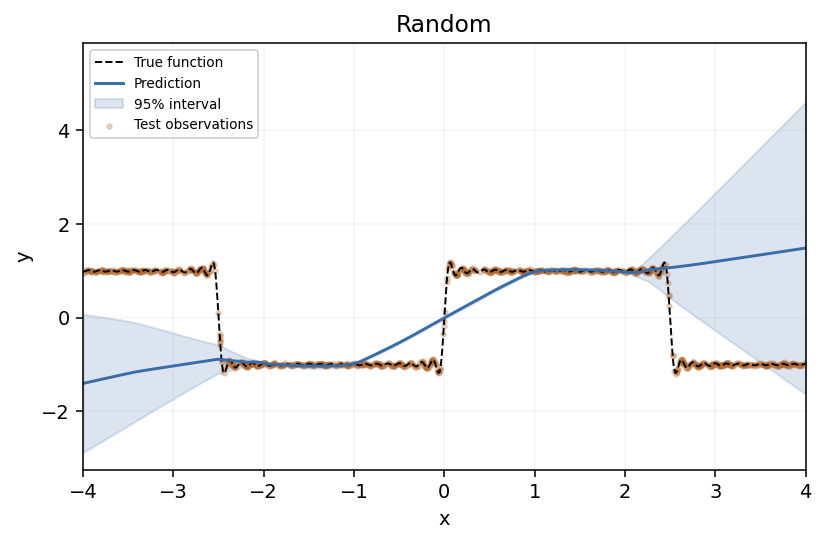 Random
True function
Prediction
95% interval
Test observations
y
4
2
0
−2
−4 −3 −2 −1 0 1 2 3 4
x